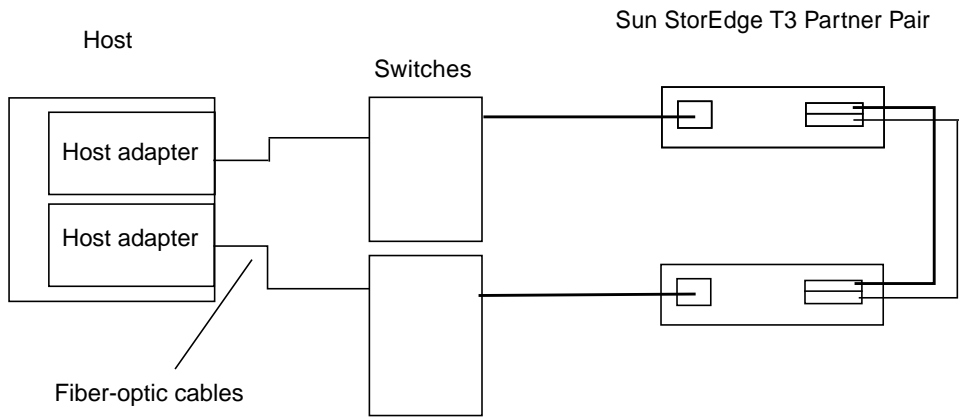 Sun StorEdge T3 Partner Pair
Host
Switches
Host adapter
Host adapter
Fiber-optic cables